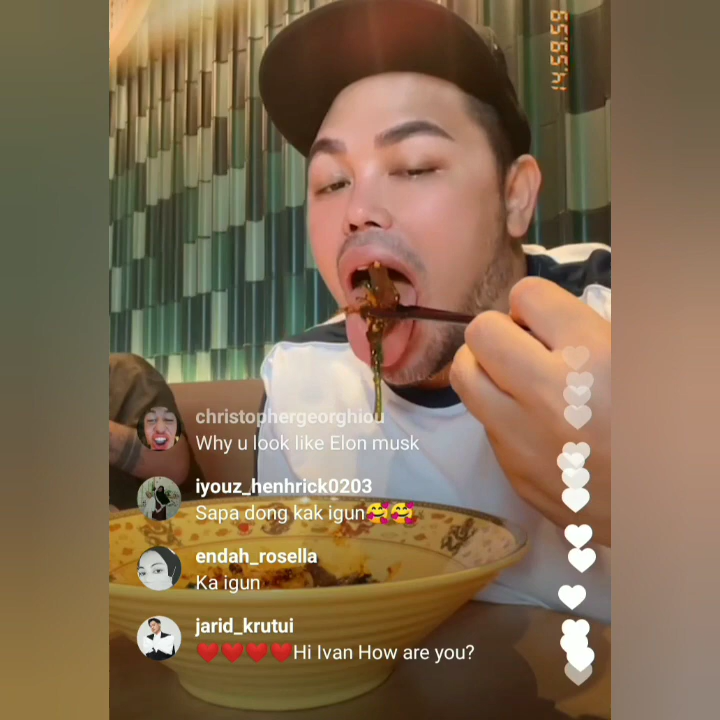 14.59.59
christophergeorghiou
Why u look like Elon musk
iyouz_henhrick0203
Sapa dong kak igun🥰🥰
endah_rosella
Ka igun
jarid_krutui
❤️❤️❤️❤️Hi Ivan How are you?